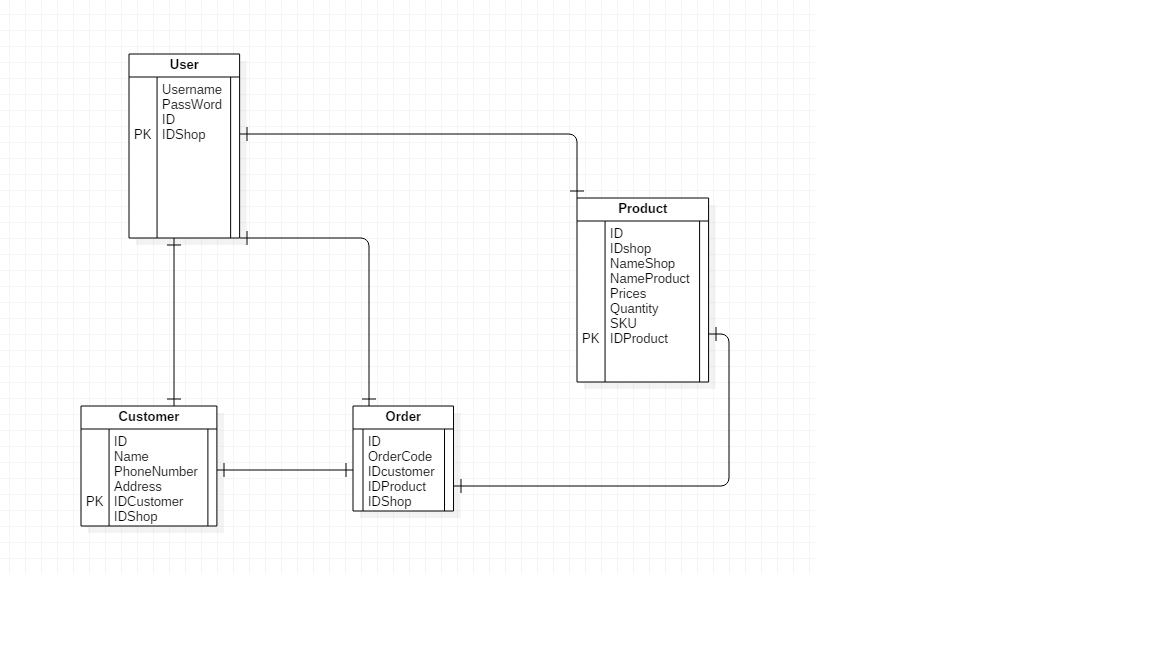 User
Username
PassWord
ID
PK IDShop
Product
ID
IDshop
NameShop
NameProduct
Prices
Quantity
SKU
PK IDProduct
Customer
ID
Name
PhoneNumber
Address
PK IDCustomer
IDShop
Order
ID
OrderCode
IDcustomer
IDProduct
IDShop